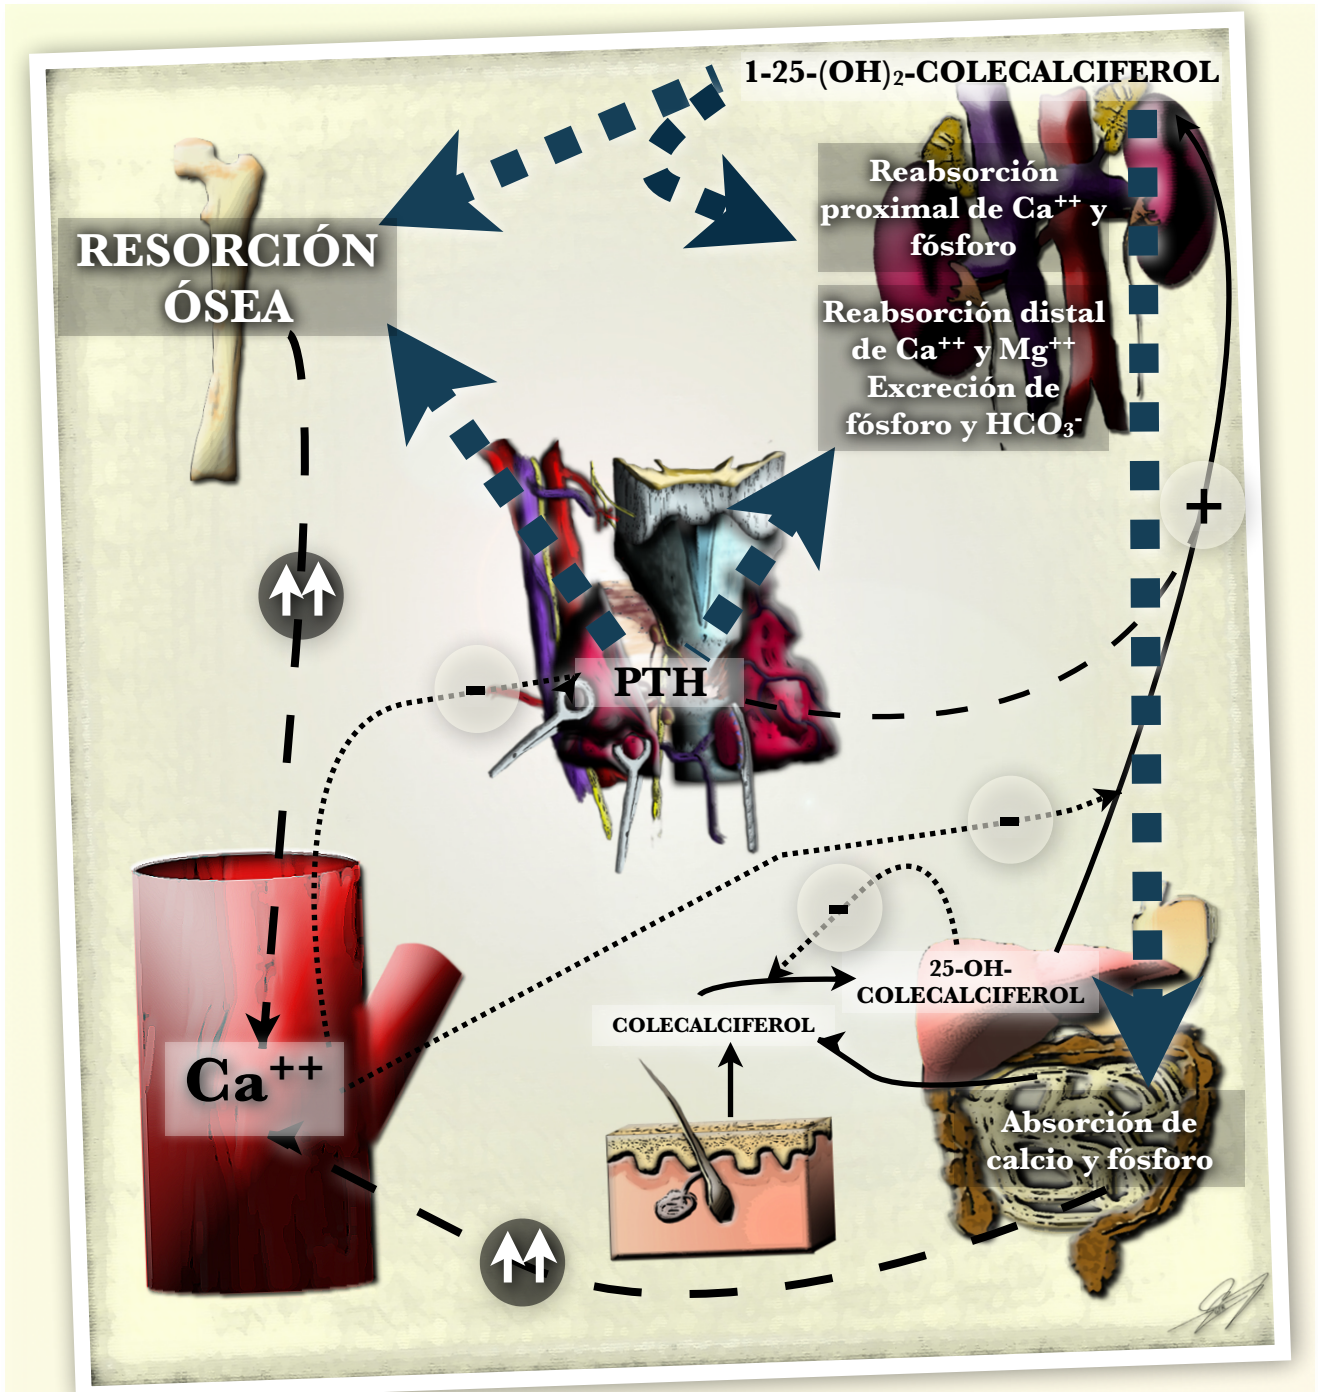 1-25-(OH)₂-COLECALCIFEROL
Reabsorción
proximal de Ca⁺⁺ y
fósforo
RESORCIÓN
ÓSEA
Reabsorción distal
de Ca⁺⁺ y Mg⁺⁺
Excreción de
fósforo y HCO₃⁻
+
-
PTH
-
-
25-OH-
COLECALCIFEROL
COLECALCIFEROL
Ca⁺⁺
Absorción de
calcio y fósforo